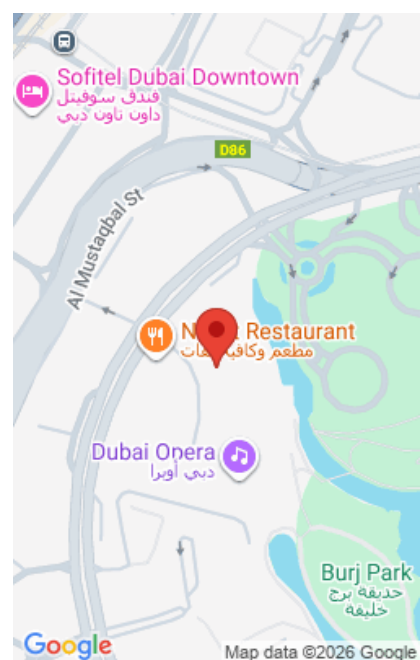 Sofitel Dubai Downtown
فندق سوفيتل
داون تاون دبي
D86
Al Mustaqbal St
Restaurant
مطعم وكافيه
Dubai Opera
دبي أوبرا
Burj Park
حديقة برج
خليفة
Google
Map data ©2026 Google